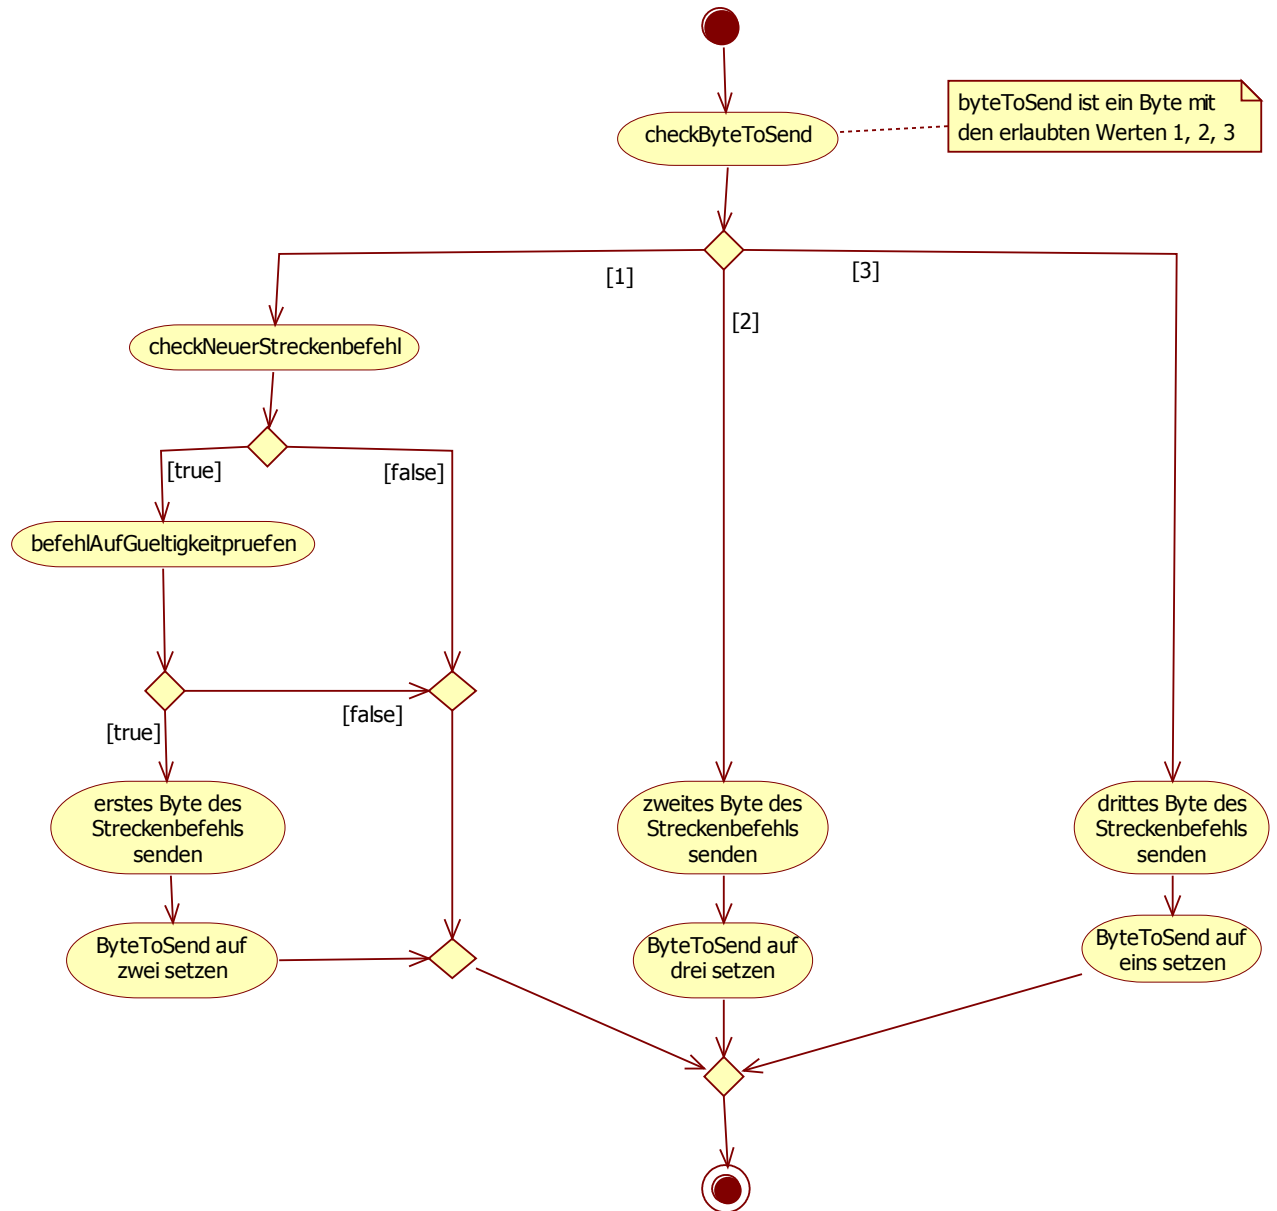 byteToSend ist ein Byte mit
den erlaubten Werten 1, 2, 3
checkByteToSend
[1]
[3]
[2]
checkNeuerStreckenbefehl
[true]
[false]
befehlAufGueltigkeitpruefen
[false]
[true]
erstes Byte des
Streckenbefehls
senden
zweites Byte des
Streckenbefehls
senden
drittes Byte des
Streckenbefehls
senden
ByteToSend auf
zwei setzen
ByteToSend auf
drei setzen
ByteToSend auf
eins setzen